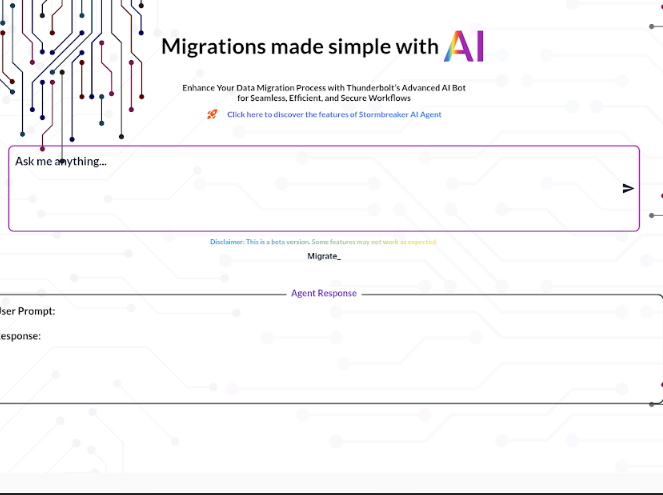 Migrations made simple with AI
Enhance Your Data Migration Process with Thunderbolt's Advanced AI Bot
for Seamless, Efficient, and Secure Workflows
Click here to discover the features of Stormbreaker AI Agent
Ask me anything...
Disclaimer: This is a beta version. Some features may not work as expected.
Migrate_
Agent Response
ser Prompt:
esponse: